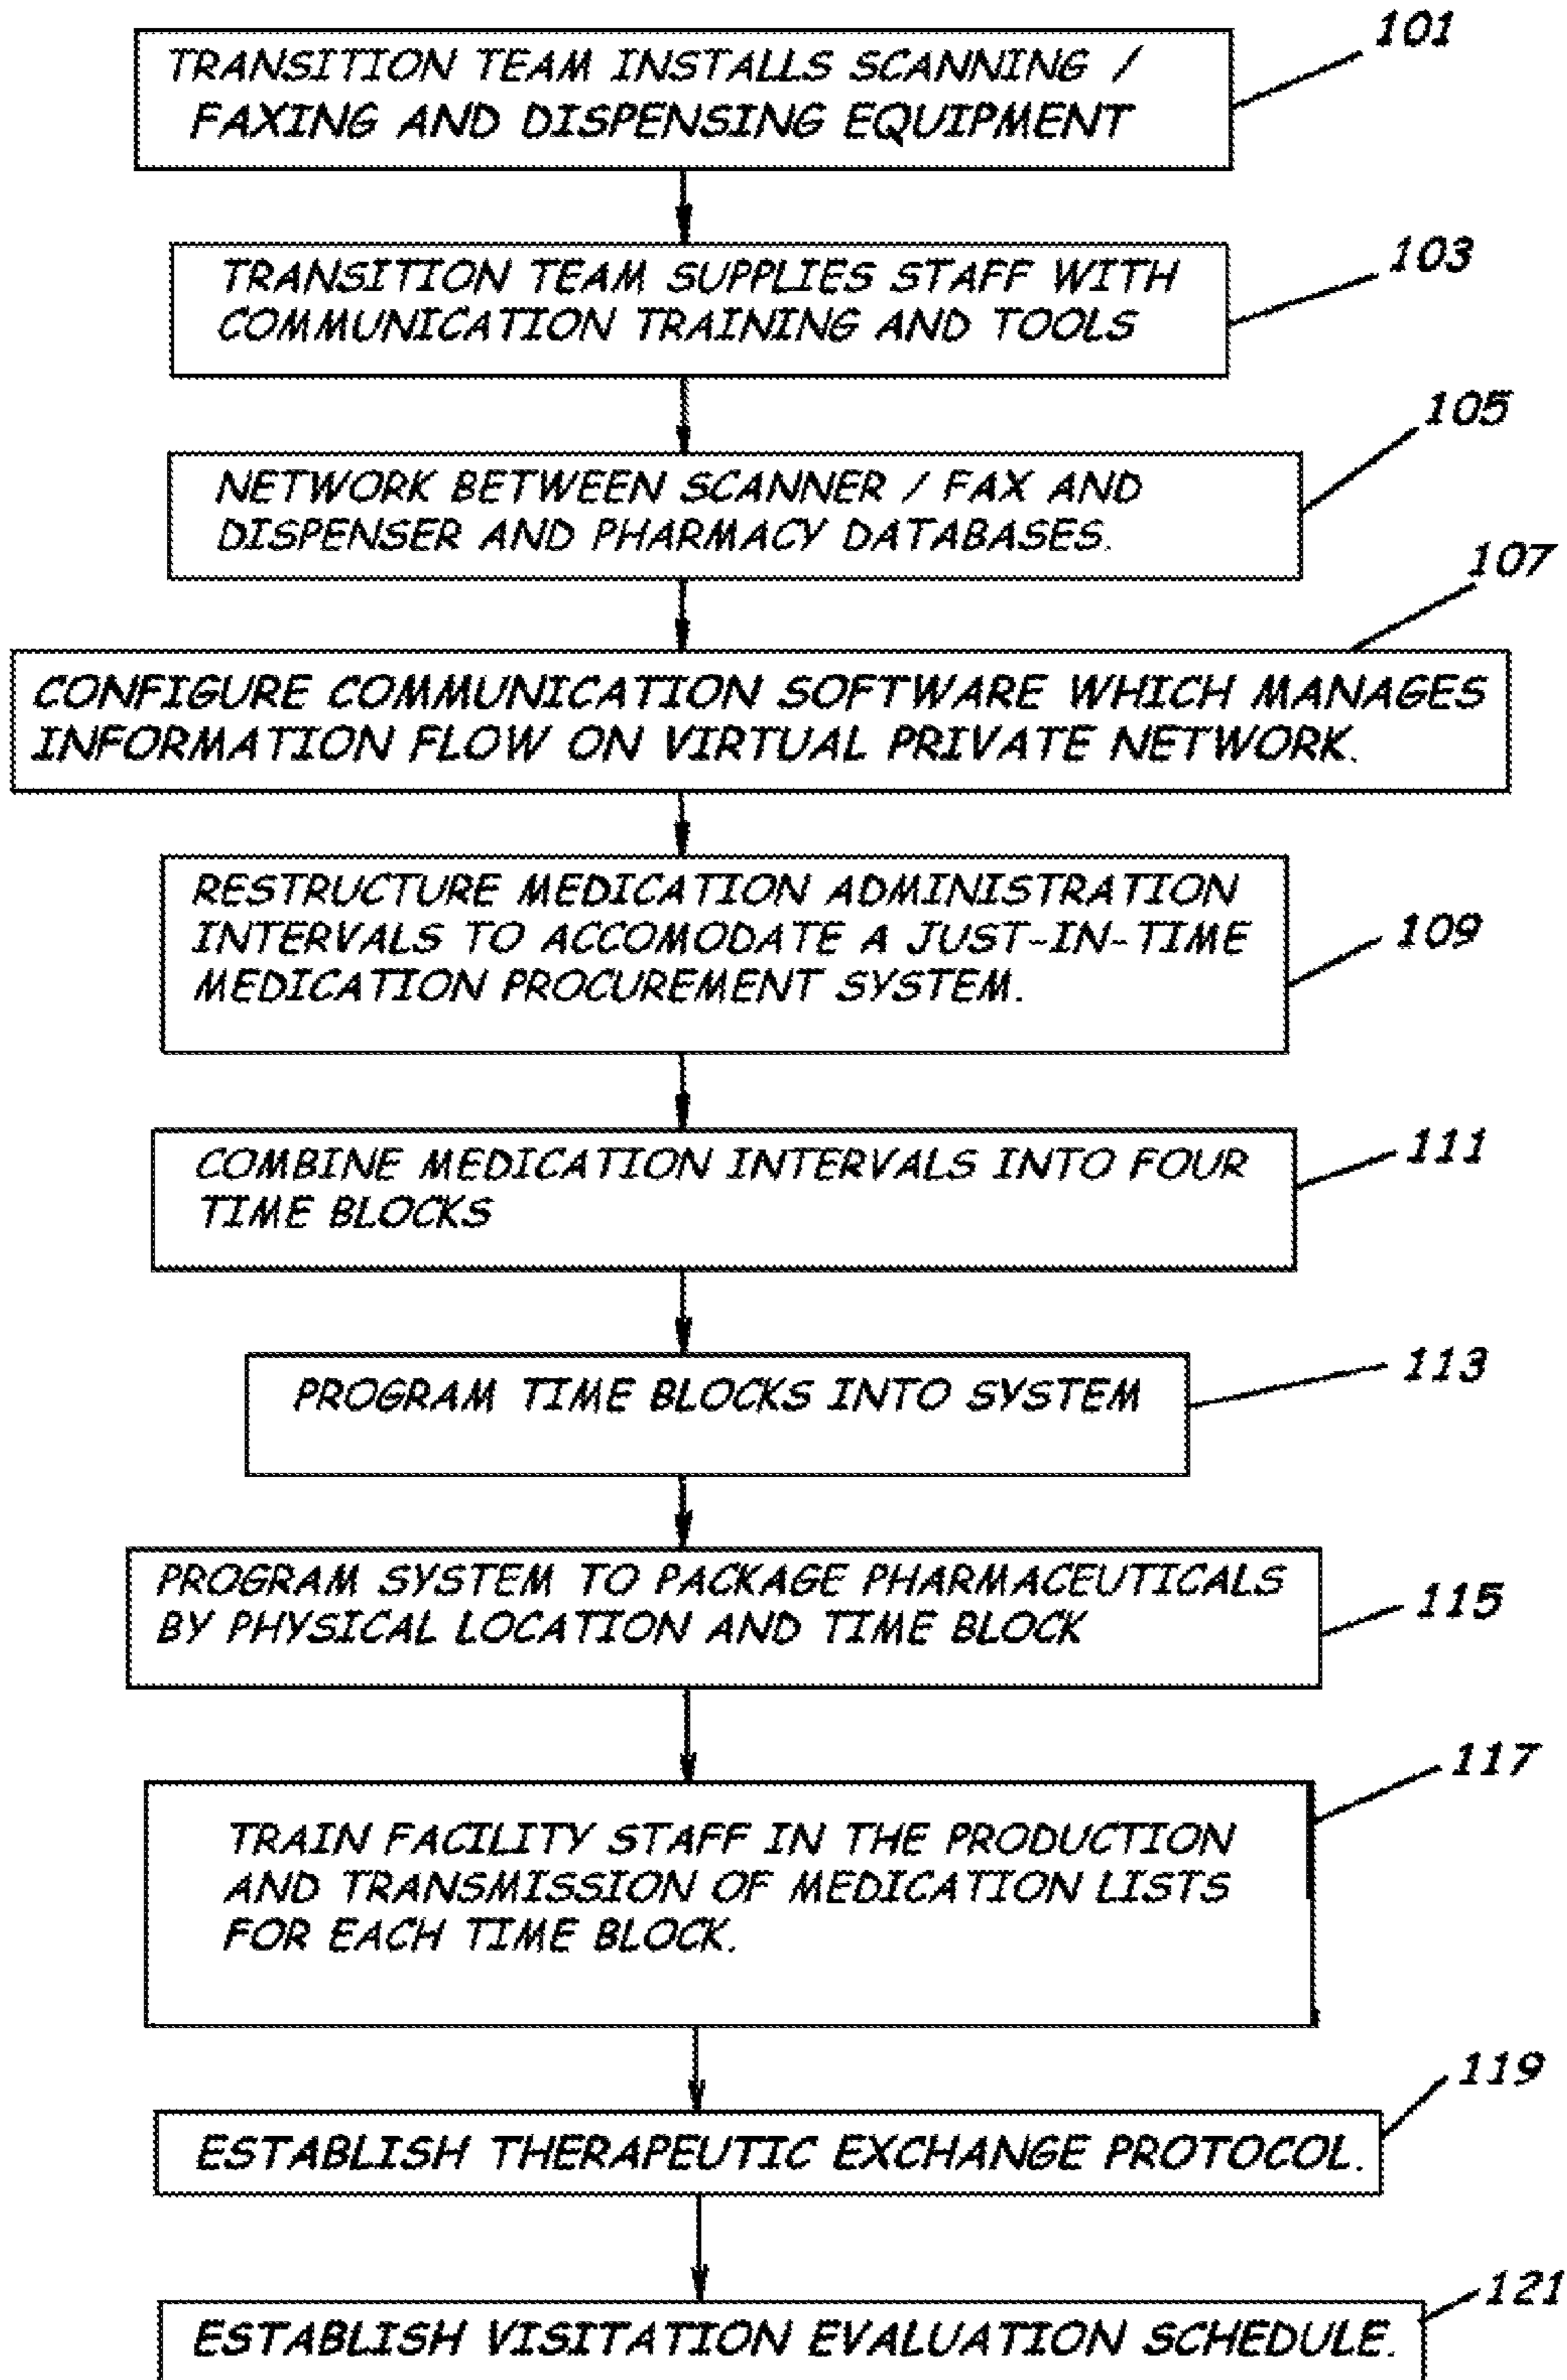 101
TRANSITION TEAM INSTALLS SCANNING /
FAXING AND DISPENSING EQUIPMENT
103
TRANSITION TEAM SUPPLIES STAFF WITH
COMMUNICATION TRAINING AND TOOLS
105
NETWORK BETWEEN SCANNER / FAX AND
DISPENSER AND PHARMACY DATABASES.
107
CONFIGURE COMMUNICATION SOFTWARE WHICH MANAGES
INFORMATION FLOW ON VIRTUAL PRIVATE NETWORK.
RESTRUCTURE MEDICATION ADMINISTRATION
INTERVALS TO ACCOMODATE A JUST-IN-TIME
MEDICATION PROCUREMENT SYSTEM.
109
COMBINE MEDICATION INTERVALS INTO FOUR
TIME BLOCKS
111
PROGRAM TIME BLOCKS INTO SYSTEM
113
PROGRAM SYSTEM TO PACKAGE PHARMACEUTICALS
BY PHYSICAL LOCATION AND TIME BLOCK
115
117
TRAIN FACILITY STAFF IN THE PRODUCTION
AND TRANSMISSION OF MEDICATION LISTS
FOR EACH TIME BLOCK.
119
ESTABLISH THERAPEUTIC EXCHANGE PROTOCOL.
121
ESTABLISH VISITATION EVALUATION SCHEDULE.